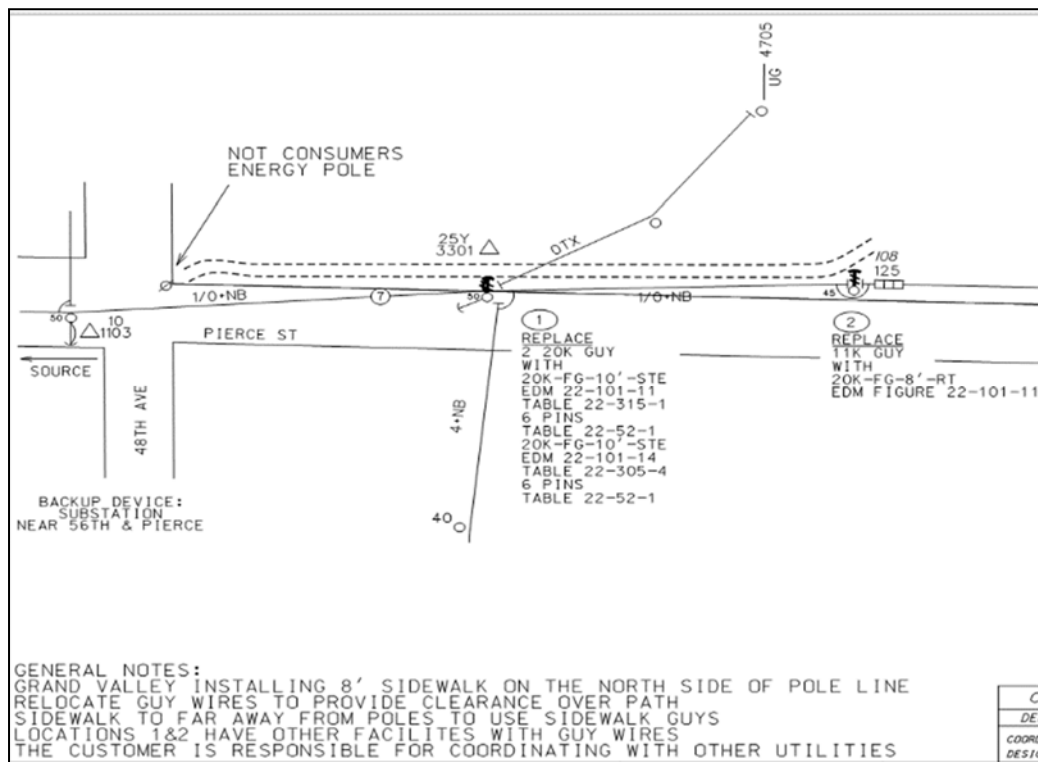 4705
UG
NOT CONSUMERS
ENERGY POLE
25Y
3301
OTX
108
125
1/0+NB
7
50
1/0+NB
45
50
10
1103
PIERCE ST
SOURCE
48TH AVE
4+NB
40
1
REPLACE
2 20K GUY
WITH
20K-FG-10'-STE
EDM 22-101-11
TABLE 22-315-1
6 PINS
TABLE 22-52-1
20K-FG-10'-STE
EDM 22-101-14
TABLE 22-305-4
6 PINS
TABLE 22-52-1
2
REPLACE
11K GUY
WITH
20K-FG-8'-RT
EDM FIGURE 22-101-11
BACKUP DEVICE:
SUBSTATION
NEAR 56TH & PIERCE
GENERAL NOTES:
GRAND VALLEY INSTALLING 8' SIDEWALK ON THE NORTH SIDE OF POLE LINE
RELOCATE GUY WIRES TO PROVIDE CLEARANCE OVER PATH
SIDEWALK TO FAR AWAY FROM POLES TO USE SIDEWALK GUYS
LOCATIONS 1&2 HAVE OTHER FACILITES WITH GUY WIRES
THE CUSTOMER IS RESPONSIBLE FOR COORDINATING WITH OTHER UTILITIES